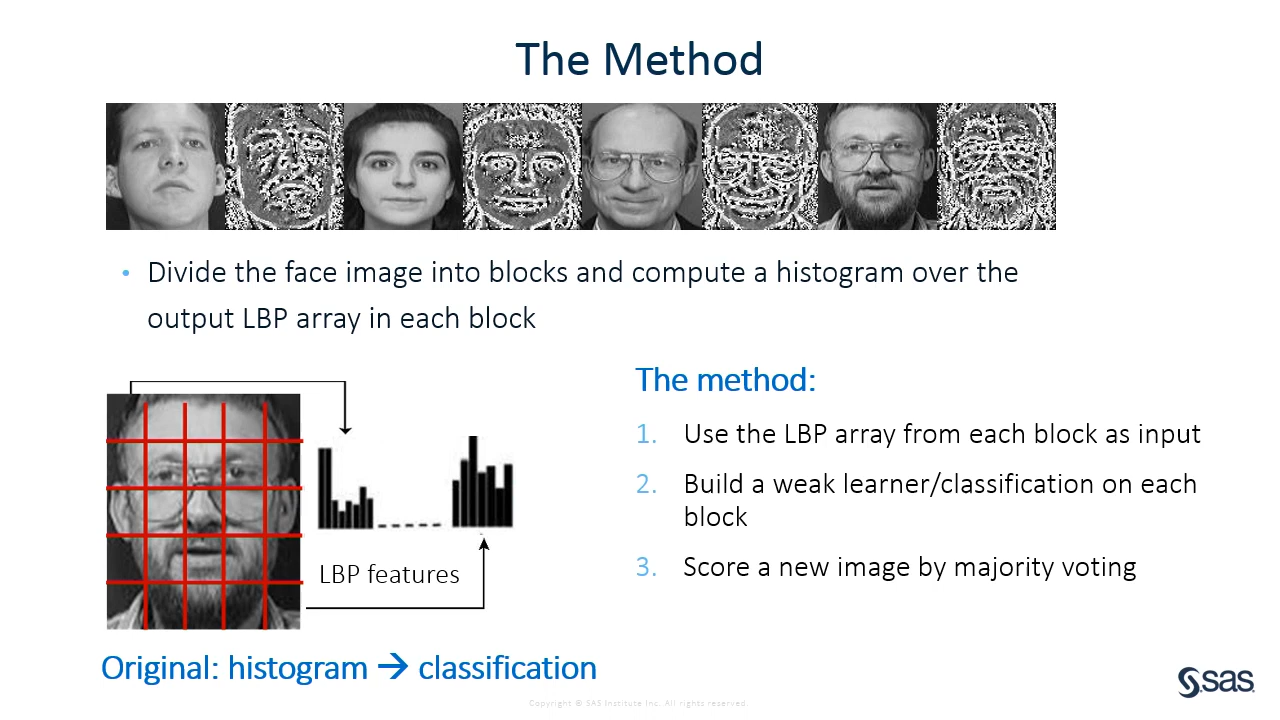 The Method
• Divide the face image into blocks and compute a histogram over the
output LBP array in each block
The method:
1. Use the LBP array from each block as input
2. Build a weak learner/classification on each
block
3. Score a new image by majority voting
LBP features
Original: histogram → classification
sas
Copyright © SAS Institute Inc. All rights reserved.